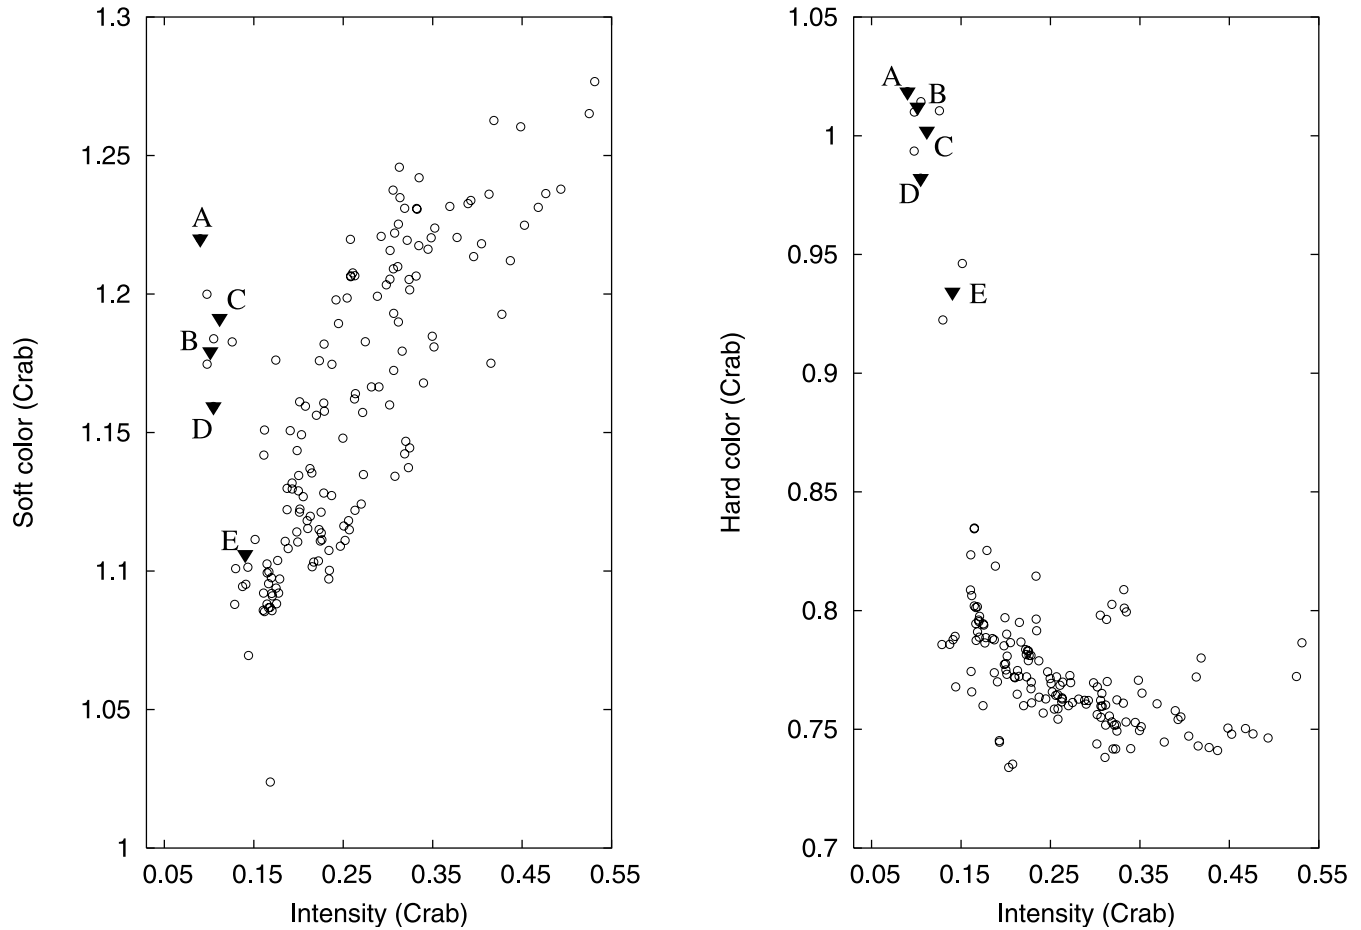 1.3
1.25
1.2
1.15
1.1
1.05
1
0.05 0.15 0.25 0.35 0.45 0.55
Intensity (Crab)
Soft color (Crab)
A
C
B
D
E
1.05
1
0.95
0.9
0.85
0.8
0.75
0.7
0.05 0.15 0.25 0.35 0.45 0.55
Intensity (Crab)
Hard color (Crab)
A
B
C
D
E